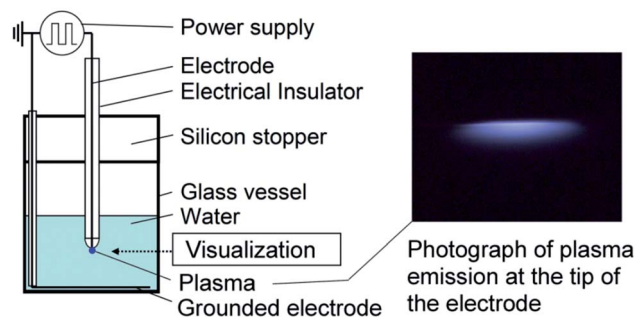 Power supply
Electrode
Electrical Insulator
Silicon stopper
Glass vessel
Water
Visualization
Plasma
Grounded electrode
Photograph of plasma
emission at the tip of
the electrode